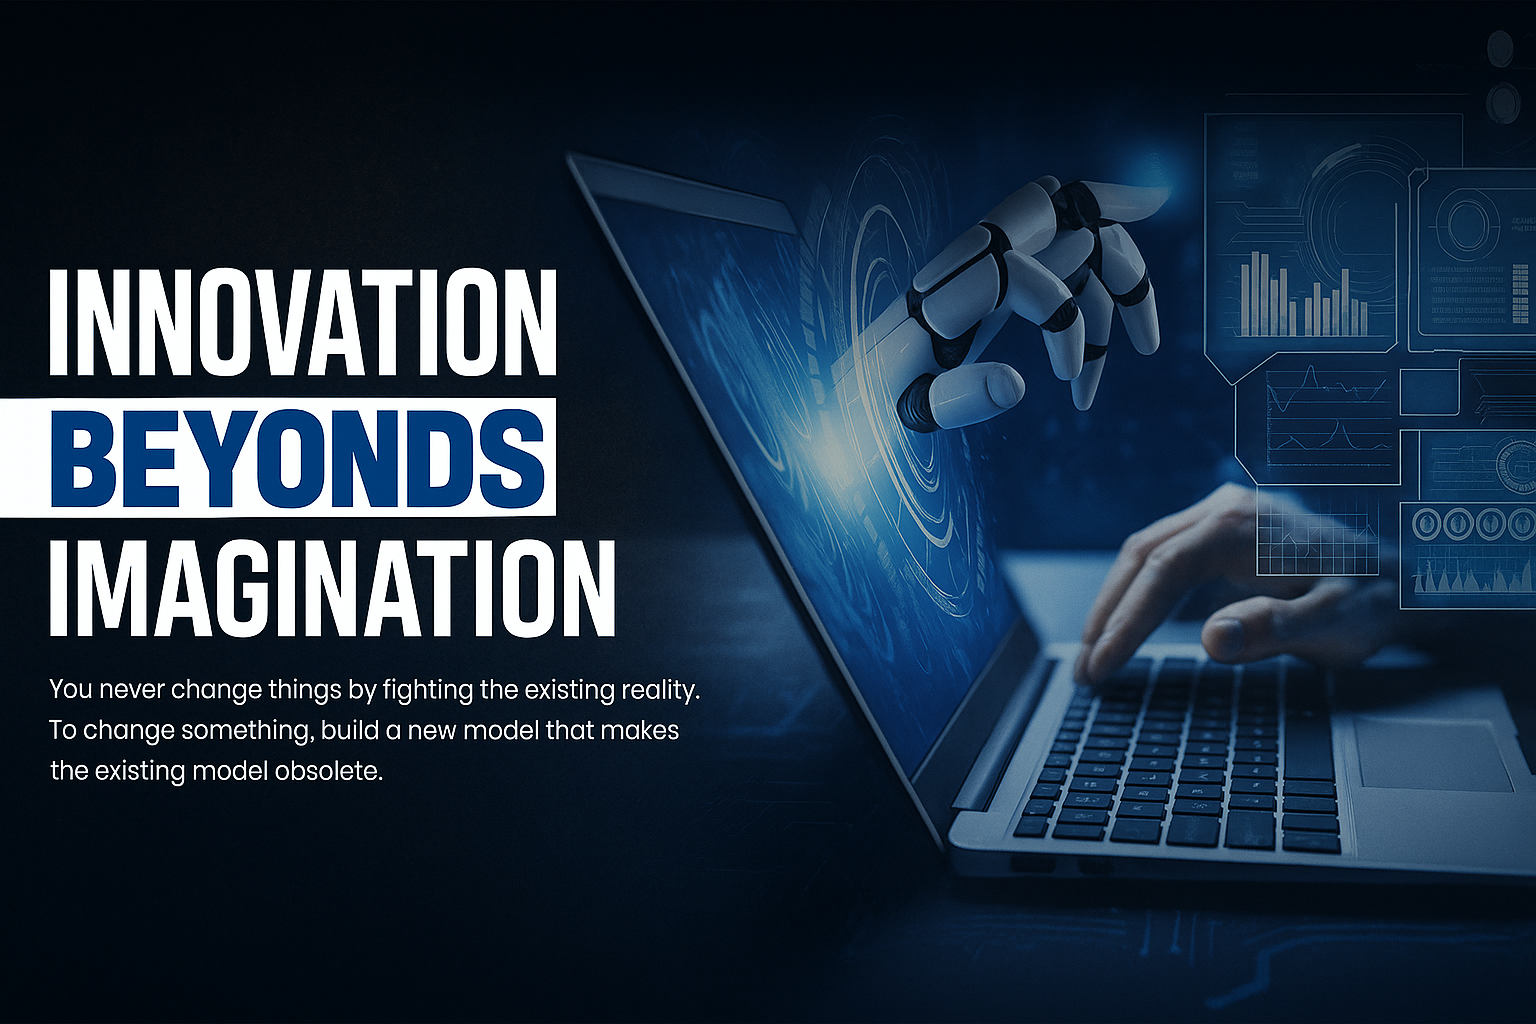 INNOVATION
BEYONDS
IMAGINATION
You never change things by fighting the existing reality.
To change something, build a new model that makes
the existing model obsolete.